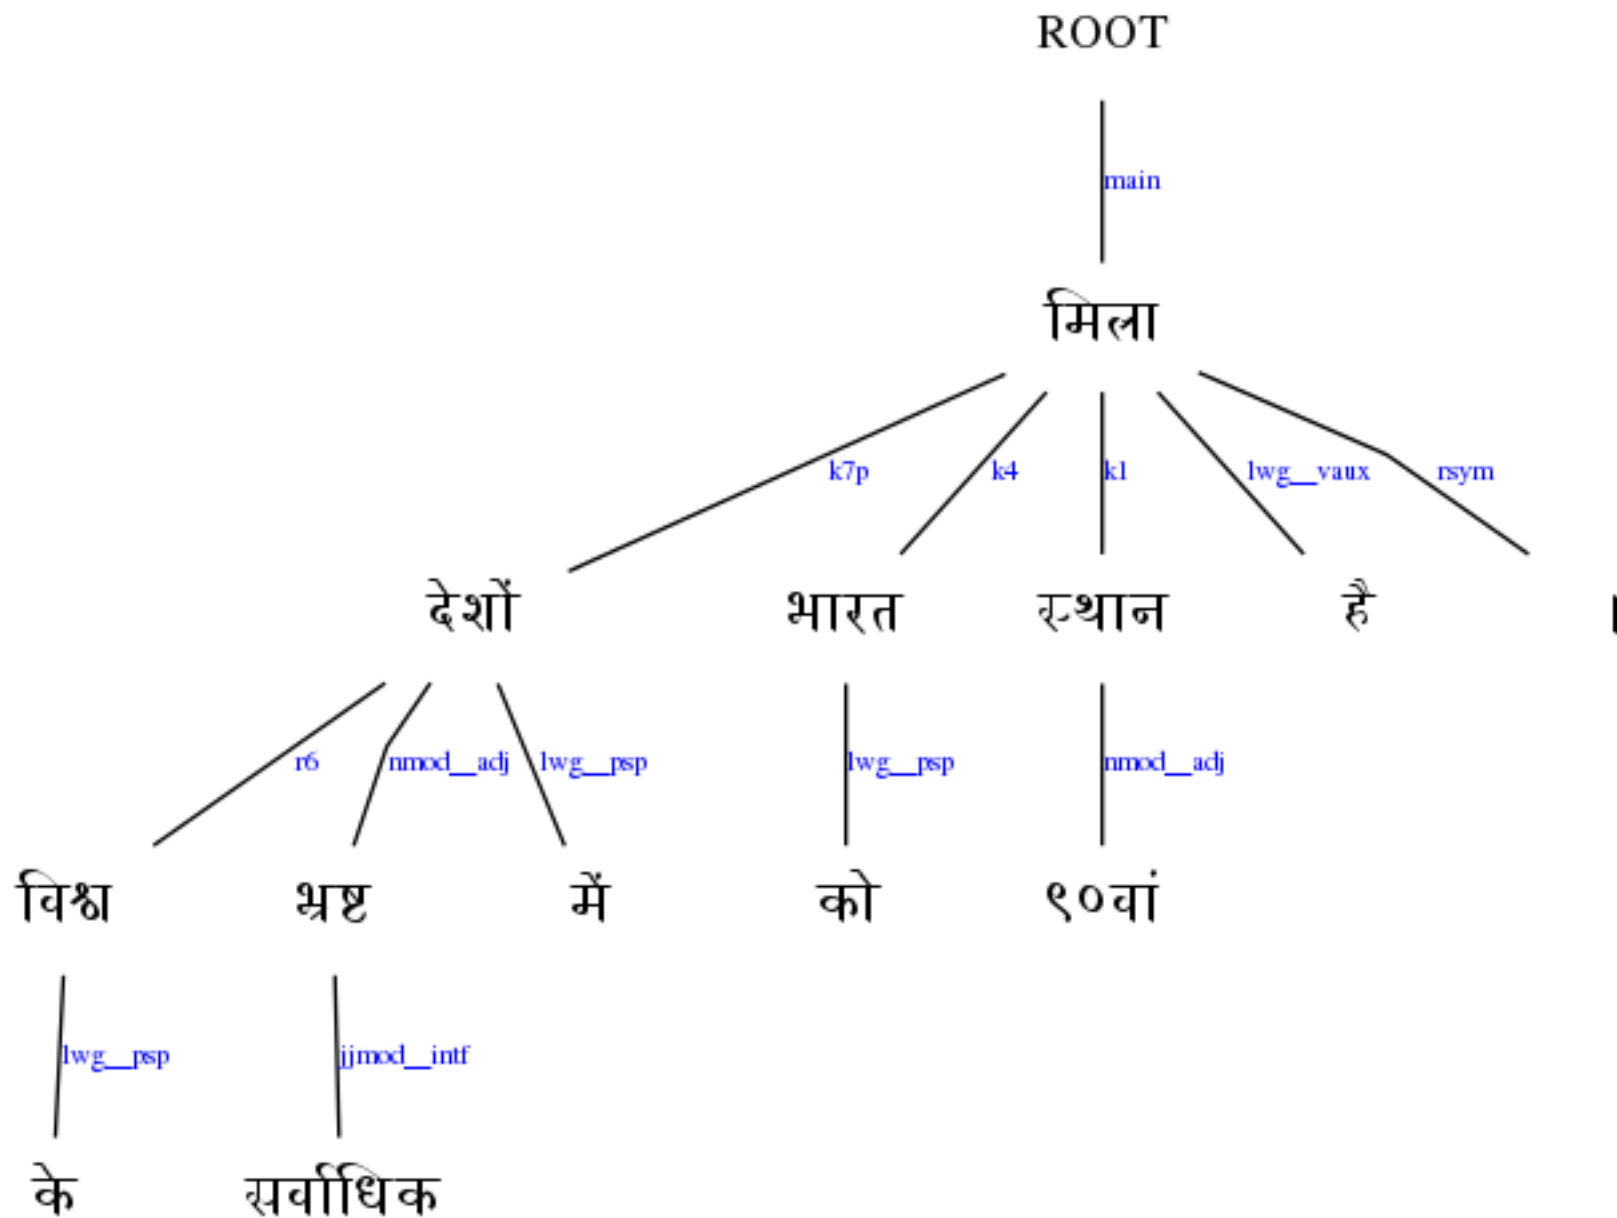 ROOT
main
मिला
k7p k4 k1 lwg__vaux rsym
देशों भारत स्थान है ।
r6 nmod__adj lwg__psp lwg__psp nmod__adj
विश्व भ्रष्ट में को ९०वां
lwg__psp jjmod__intf
के सर्वाधिक